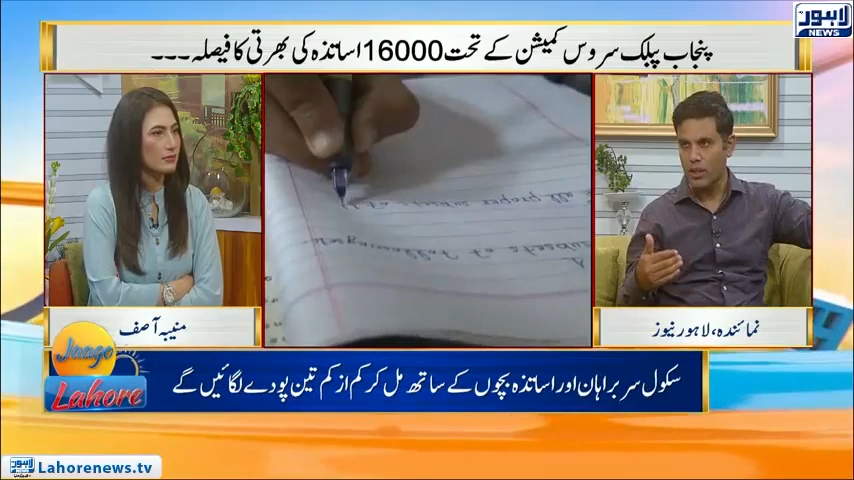 لاہور
NEWS
پنجاب پبلک سروس کمیشن کے تحت 16000 اساتذہ کی بھرتی کا فیصلہ ۔۔۔
all proper
منیبہ آصف
نمائندہ، لاہور نیوز
Jaago
Lahore
سکول سربراہان اور اساتذہ بچوں کے ساتھ مل کر کم از کم تین پودے لگائیں گے
Lahorenews.tv